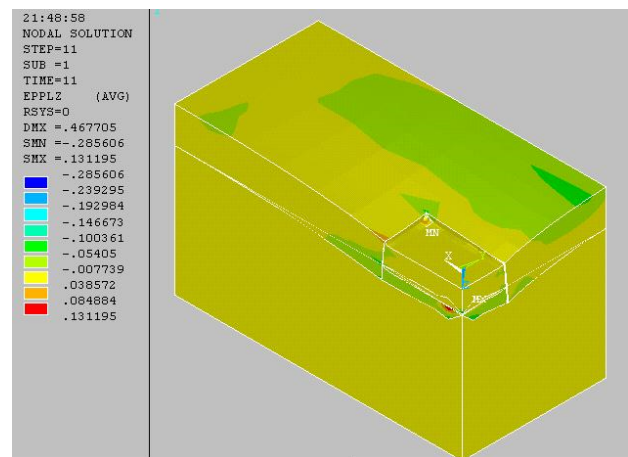 21:48:58
NODAL SOLUTION
STEP=11
SUB =1
TIME=11
EPPLZ (AVG)
RSYS=0
DMX =.467705
SMN =-.285606
SMX =.131195
-.285606
-.239295
-.192984
-.146673
-.100361
-.05405
-.007739
.038572
.084884
.131195
MN
X
MX